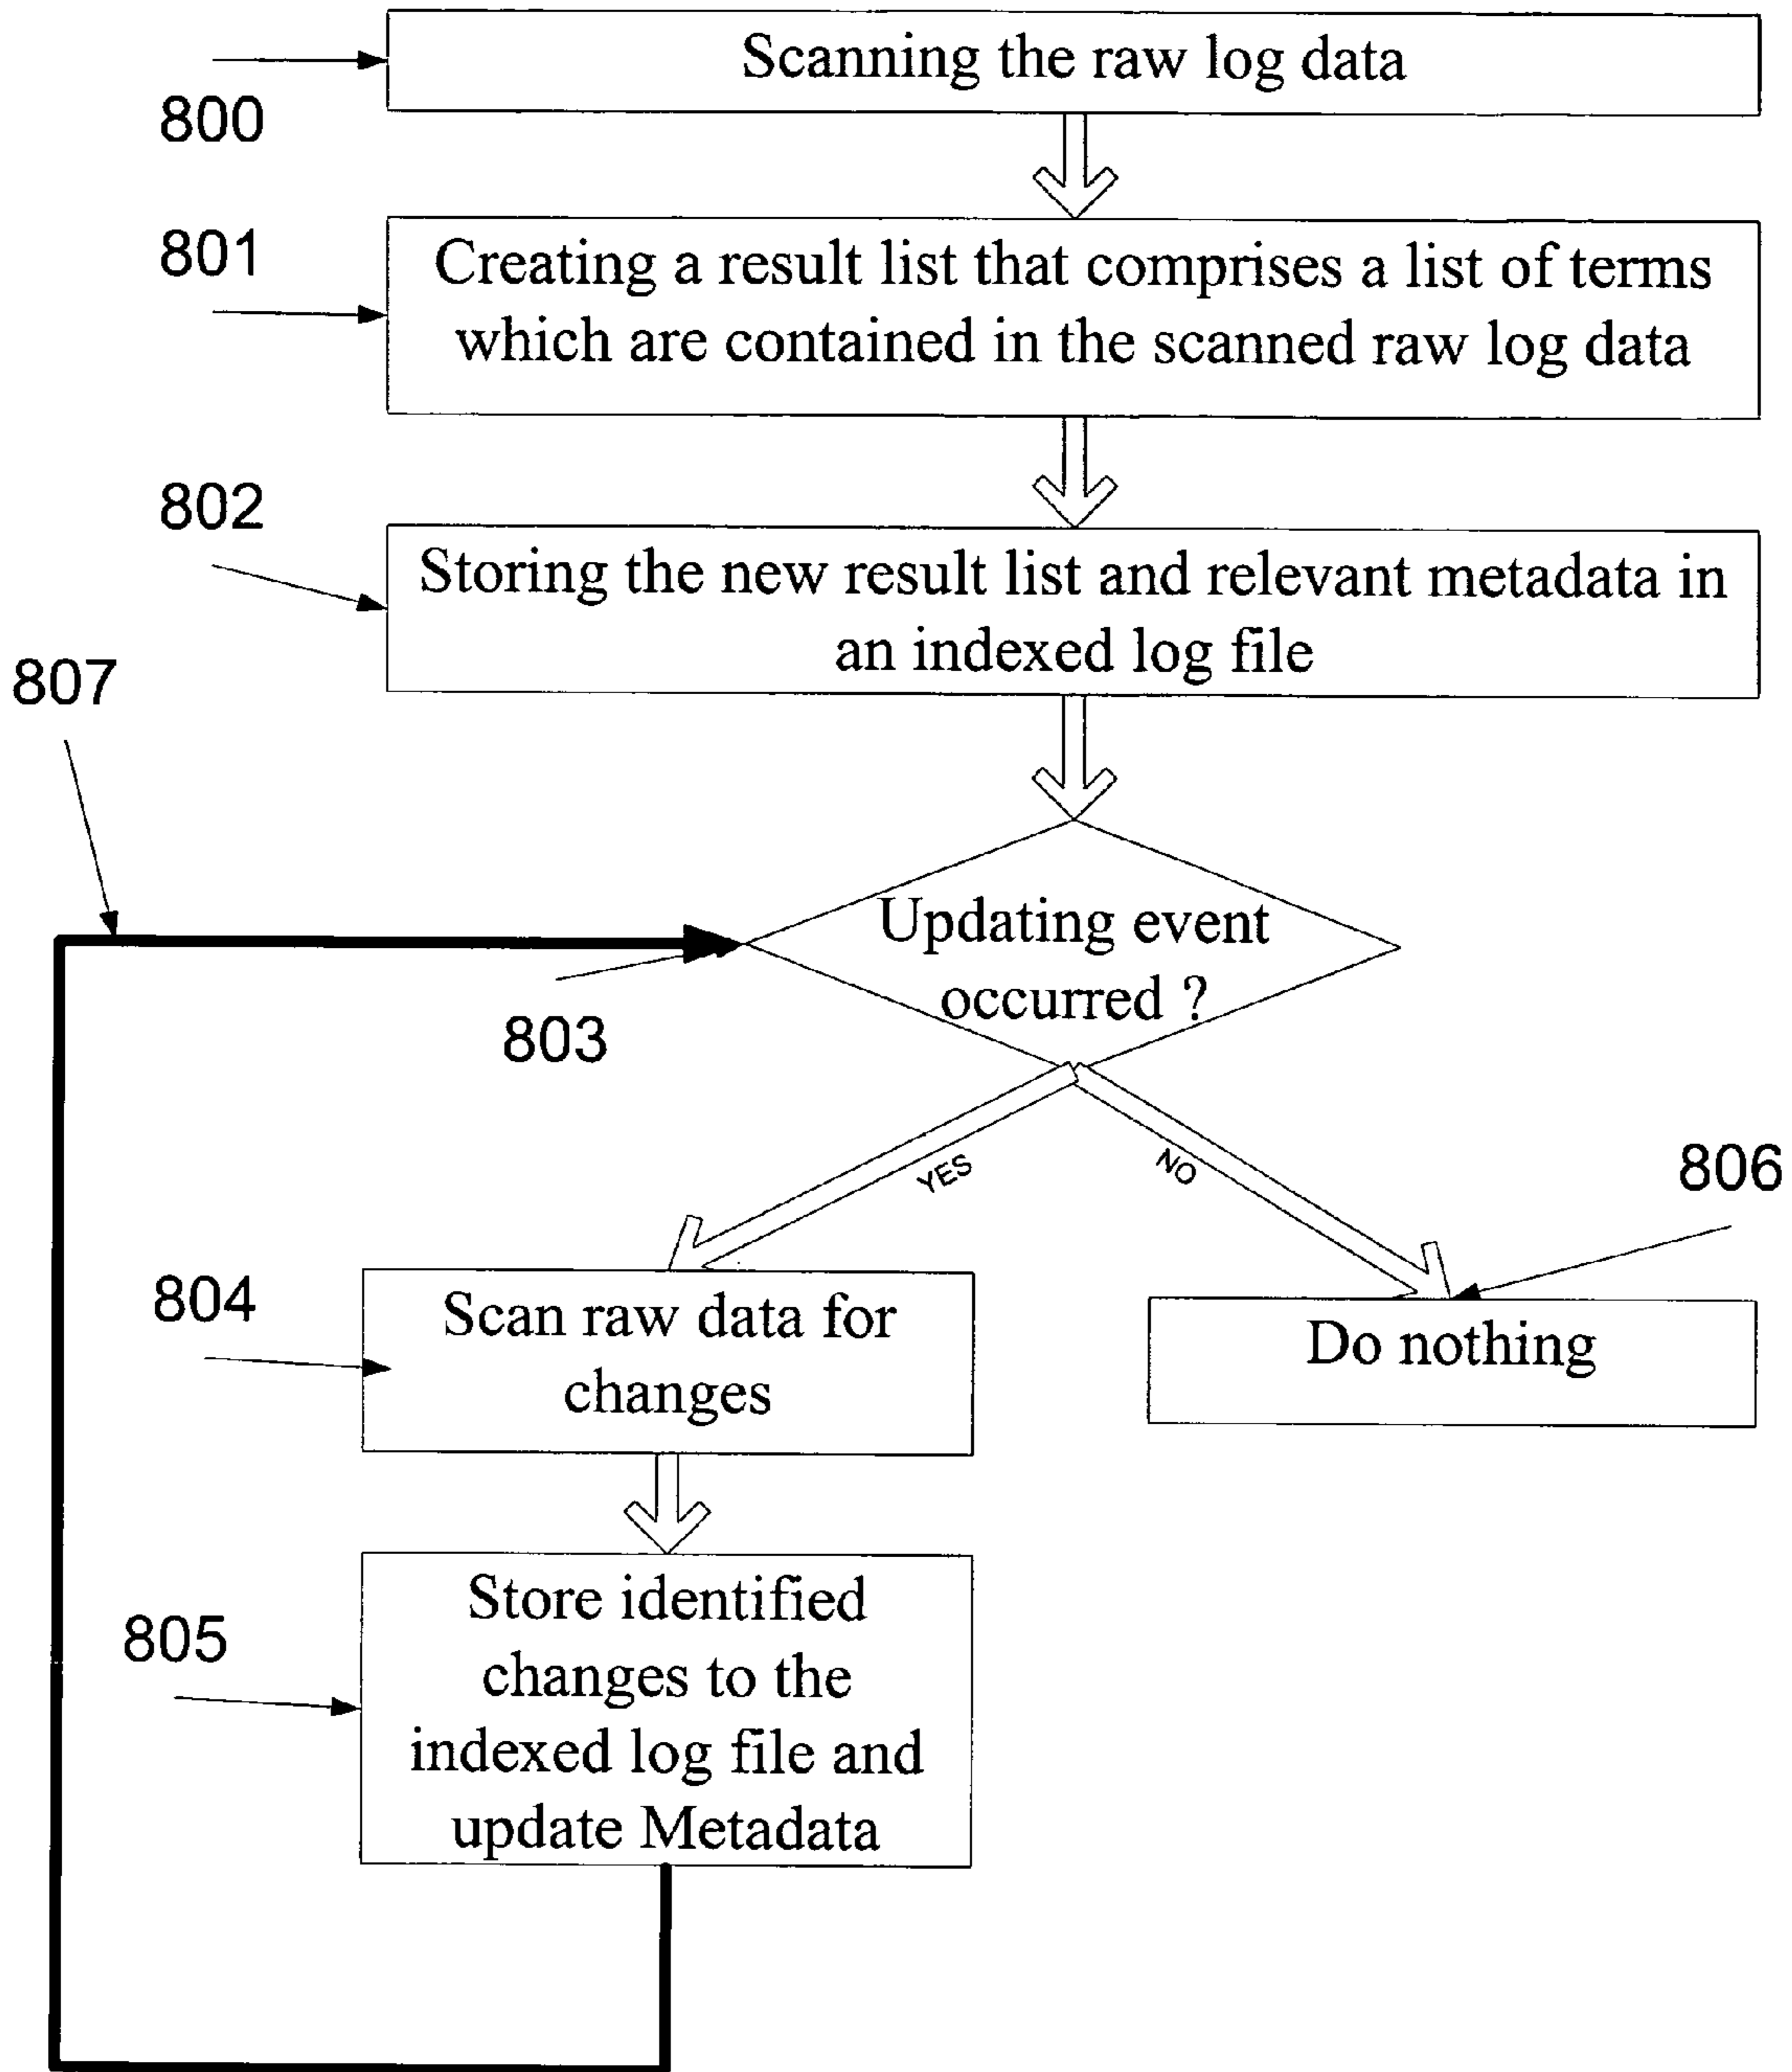 Scanning the raw log data
800
801
Creating a result list that comprises a list of terms
which are contained in the scanned raw log data
802
Storing the new result list and relevant metadata in
an indexed log file
807
Updating event
occurred ?
803
YES
NO
806
804
Scan raw data for
changes
Do nothing
805
Store identified
changes to the
indexed log file and
update Metadata